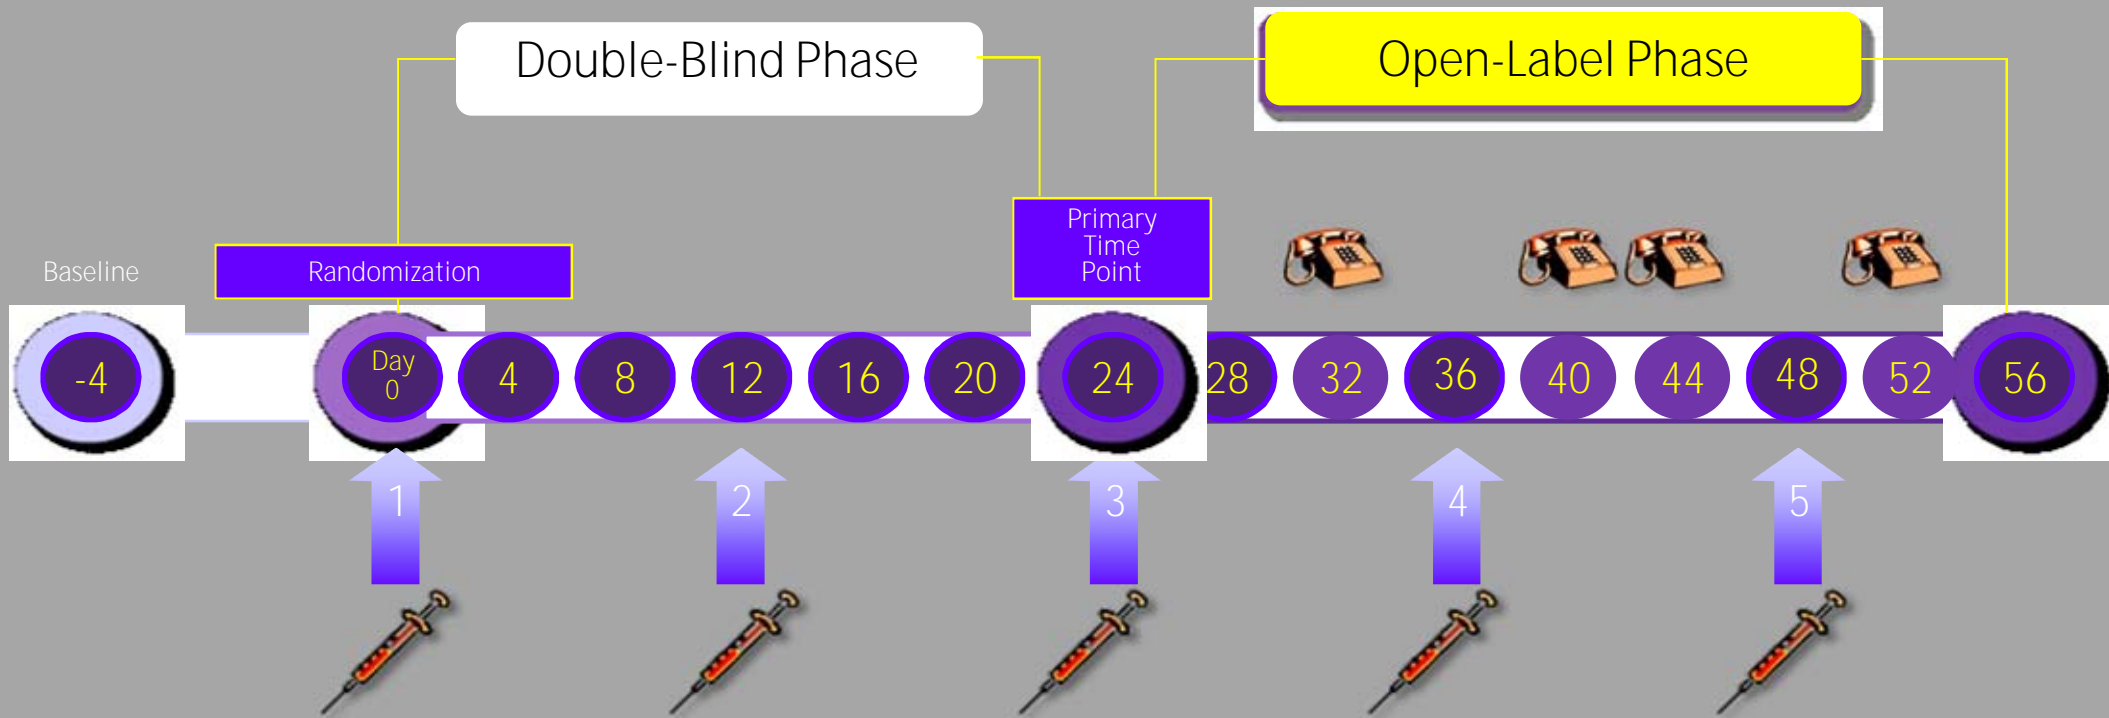 Double-Blind Phase
Open-Label Phase
Primary
Time
Point
Baseline
Randomization
-4
Day
0
4
8
12
16
20
24
28
32
36
40
44
48
52
56
1
2
3
4
5